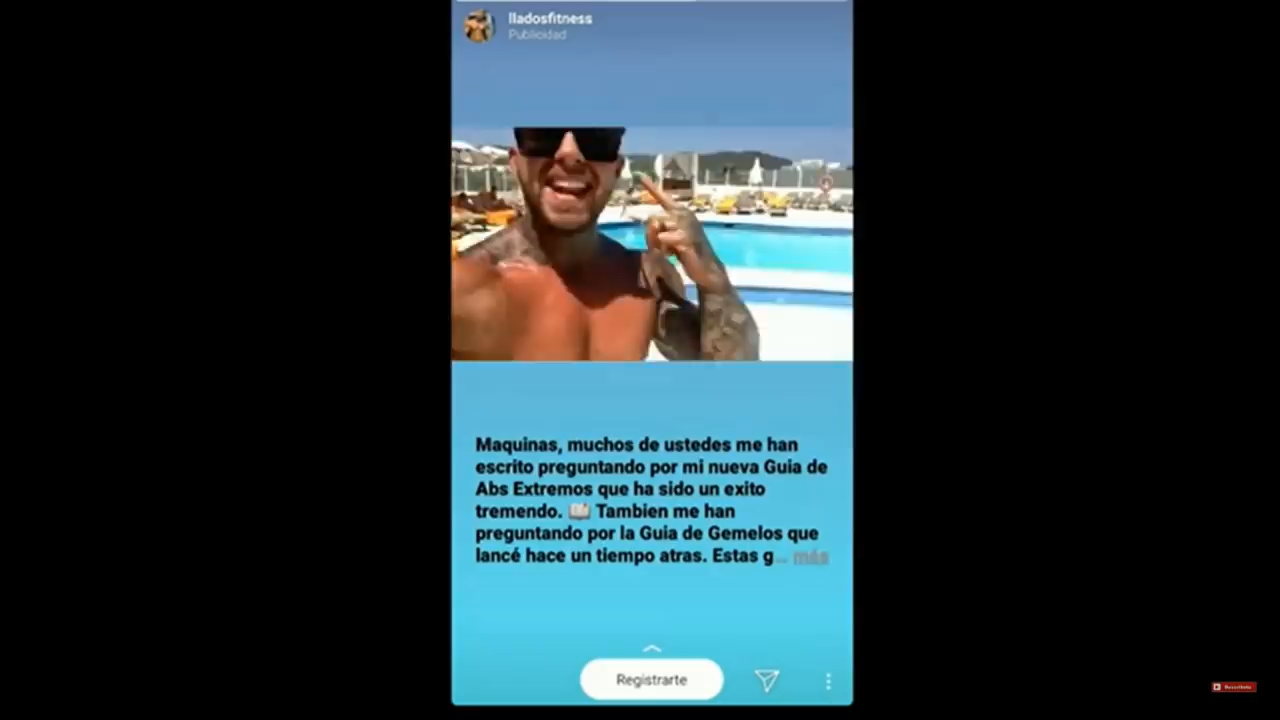 lladosfitness
Publicidad
Maquinas, muchos de ustedes me han
escrito preguntando por mi nueva Guia de
Abs Extremos que ha sido un exito
tremendo. 📖 Tambien me han
preguntando por la Guia de Gemelos que
lancé hace un tiempo atras. Estas g... más
Registrarte